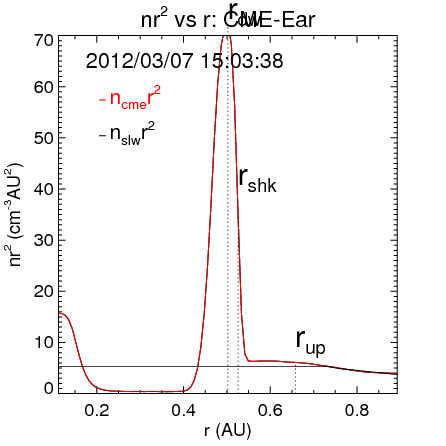 nr² vs r: CME-Ear
2012/03/07 15:03:38
n_cme r²
n_slw r²
r_shk
r_up
70
60
50
40
30
20
10
0
nr² (cm⁻³AU²)
0.2 0.4 0.6 0.8
r (AU)